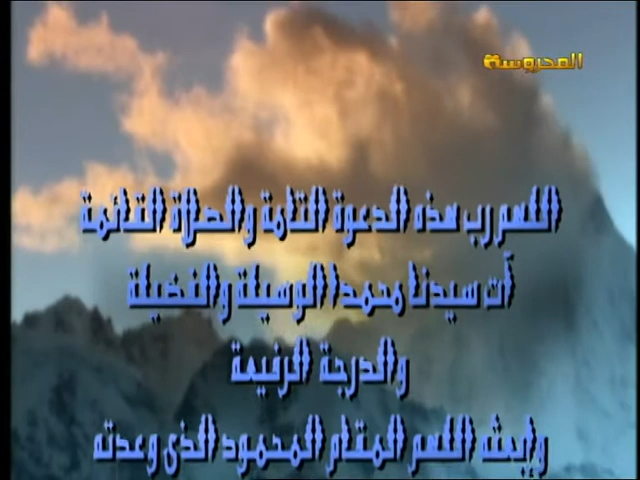 المحروسة
اللهم رب هذه الدعوة التامة والصلاة القائمة
آت سيدنا محمدا الوسيلة والفضيلة
والدرجة الرفيعة
وإبعثه اللهم المقام المحمود الذى وعدته